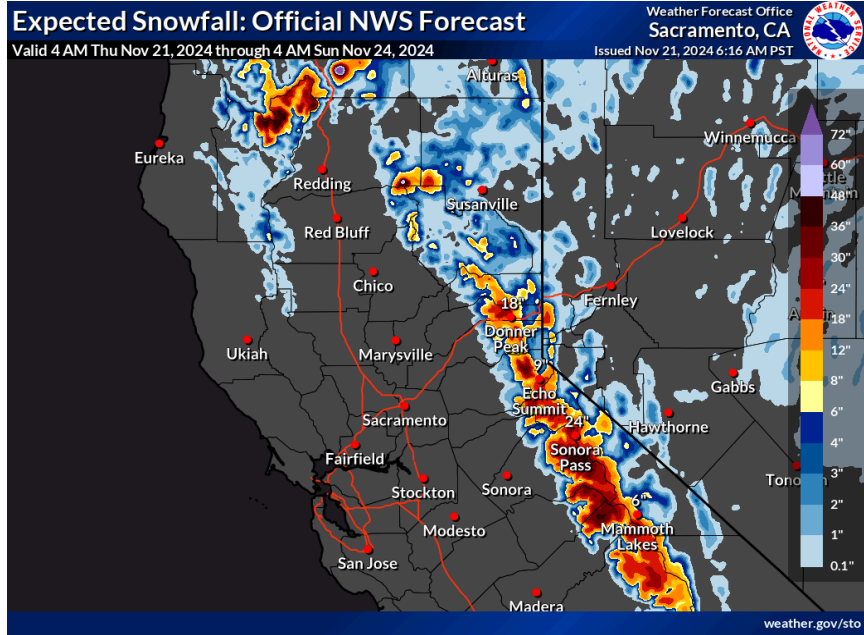 Expected Snowfall: Official NWS Forecast
Valid 4 AM Thu Nov 21, 2024 through 4 AM Sun Nov 24, 2024
Weather Forecast Office
Sacramento, CA
Issued Nov 21, 2024 6:16 AM PST
NATIONAL WEATHER SERVICE
Alturas
Eureka
Winnemucca
Redding
Susanville
Red Bluff
Lovelock
Chico
Fernley
18"
Donner
Peak
Ukiah
Marysville
9"
Gabbs
Echo
Summit
Sacramento
24"
Hawthorne
Fairfield
Sonora
Pass
Stockton
Sonora
6"
Modesto
Mammoth
Lakes
San Jose
Madera
72"
60"
48"
36"
30"
24"
18"
12"
8"
6"
4"
3"
2"
1"
0.1"
weather.gov/sto